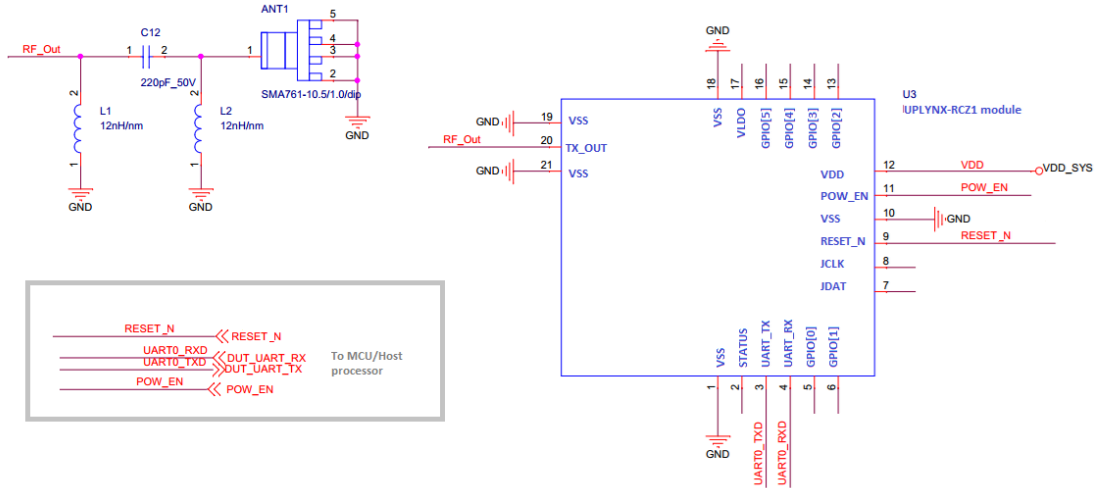 ANT1
C12
RF_Out
1
2
1
5
4
3
2
220pF_50V
SMA761-10.5/1.0/dip
2
L1
12nH/nm
1
2
L2
12nH/nm
1
GND
GND
GND
GND
18
17
16
15
14
13
VSS
VLDO
GPIO[5]
GPIO[4]
GPIO[3]
GPIO[2]
U3
UPLYNX-RCZ1 module
GND
19
VSS
RF_Out
20
TX_OUT
GND
21
VSS
VDD
12
VDD
VDD_SYS
POW_EN
11
POW_EN
VSS
10
GND
RESET_N
9
RESET_N
JCLK
8
JDAT
7
VSS
STATUS
UART_TX
UART_RX
GPIO[0]
GPIO[1]
1
2
3
4
5
6
GND
UART0_TXD
UART0_RXD
RESET_N
RESET_N
UART0_RXD
DUT_UART_RX
UART0_TXD
DUT_UART_TX
POW_EN
POW_EN
To MCU/Host
processor